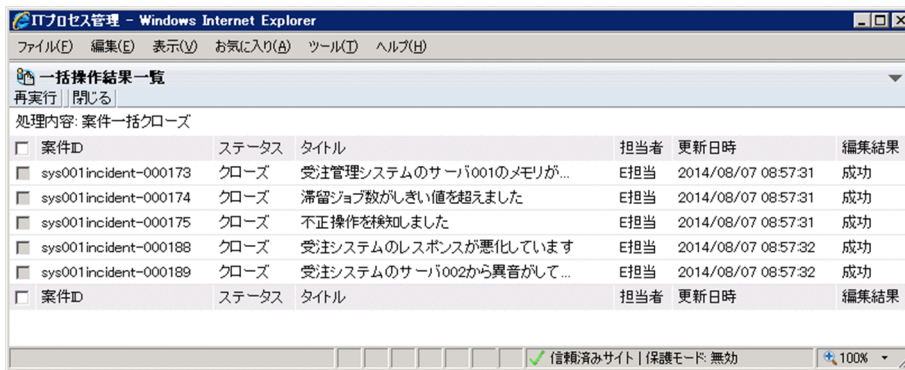 ITプロセス管理 - Windows Internet Explorer
ファイル(F) 編集(E) 表示(V) お気に入り(A) ツール(T) ヘルプ(H)
一括操作結果一覧
再実行 閉じる
処理内容: 案件一括クローズ
案件ID ステータス タイトル 担当者 更新日時 編集結果
sys001incident-000173 クローズ 受注管理システムのサーバ001のメモリが... E担当 2014/08/07 08:57:31 成功
sys001incident-000174 クローズ 滞留ジョブ数がしきい値を超えました E担当 2014/08/07 08:57:31 成功
sys001incident-000175 クローズ 不正操作を検知しました E担当 2014/08/07 08:57:31 成功
sys001incident-000188 クローズ 受注システムのレスポンスが悪化しています E担当 2014/08/07 08:57:32 成功
sys001incident-000189 クローズ 受注システムのサーバ002から異音がして... E担当 2014/08/07 08:57:32 成功
案件ID ステータス タイトル 担当者 更新日時 編集結果
信頼済みサイト | 保護モード: 無効 100%